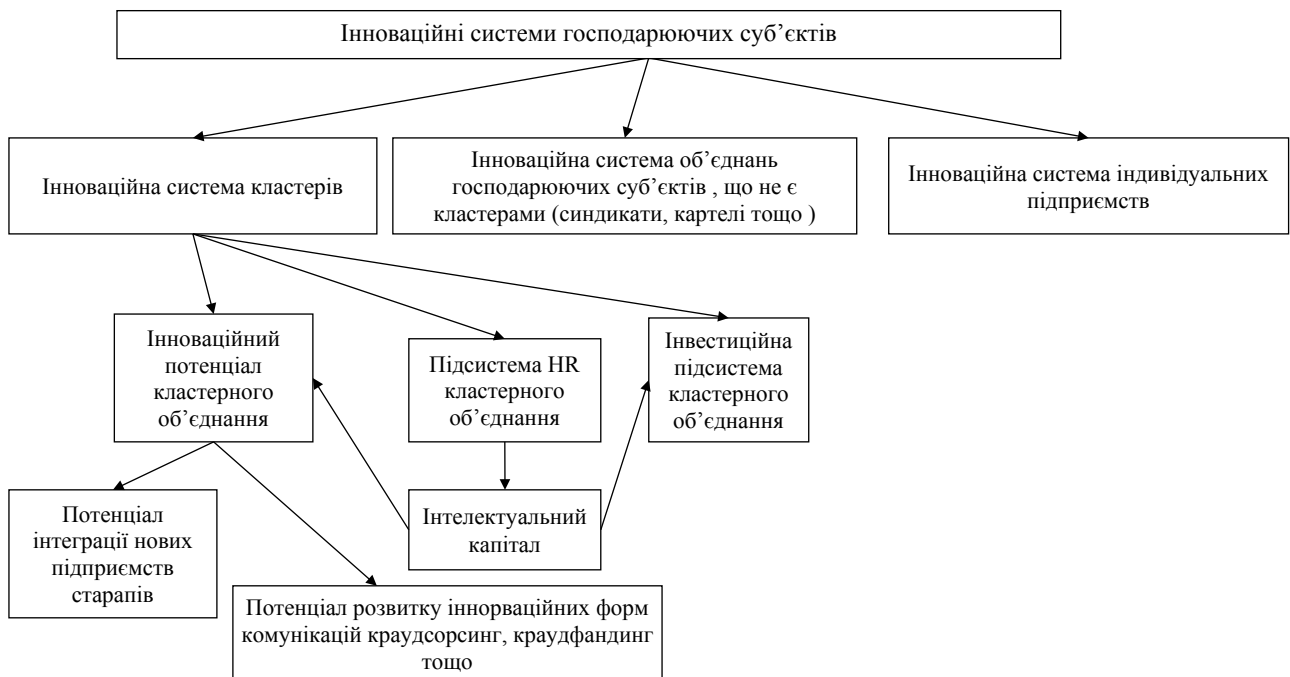 Інноваційні системи господарюючих суб’єктів
Інноваційна система кластерів
Інноваційна система об’єднань
господарюючих суб’єктів , що не є
кластерами (синдикати, картелі тощо )
Інноваційна система індивідуальних
підприємств
Інноваційний
потенціал
кластерного
об’єднання
Підсистема HR
кластерного
об’єднання
Інвестиційна
підсистема
кластерного
об’єднання
Потенціал
інтеграції нових
підприємств
старапів
Інтелектуальний
капітал
Потенціал розвитку іннорваційних форм
комунікацій краудсорсинг, краудфандинг
тощо